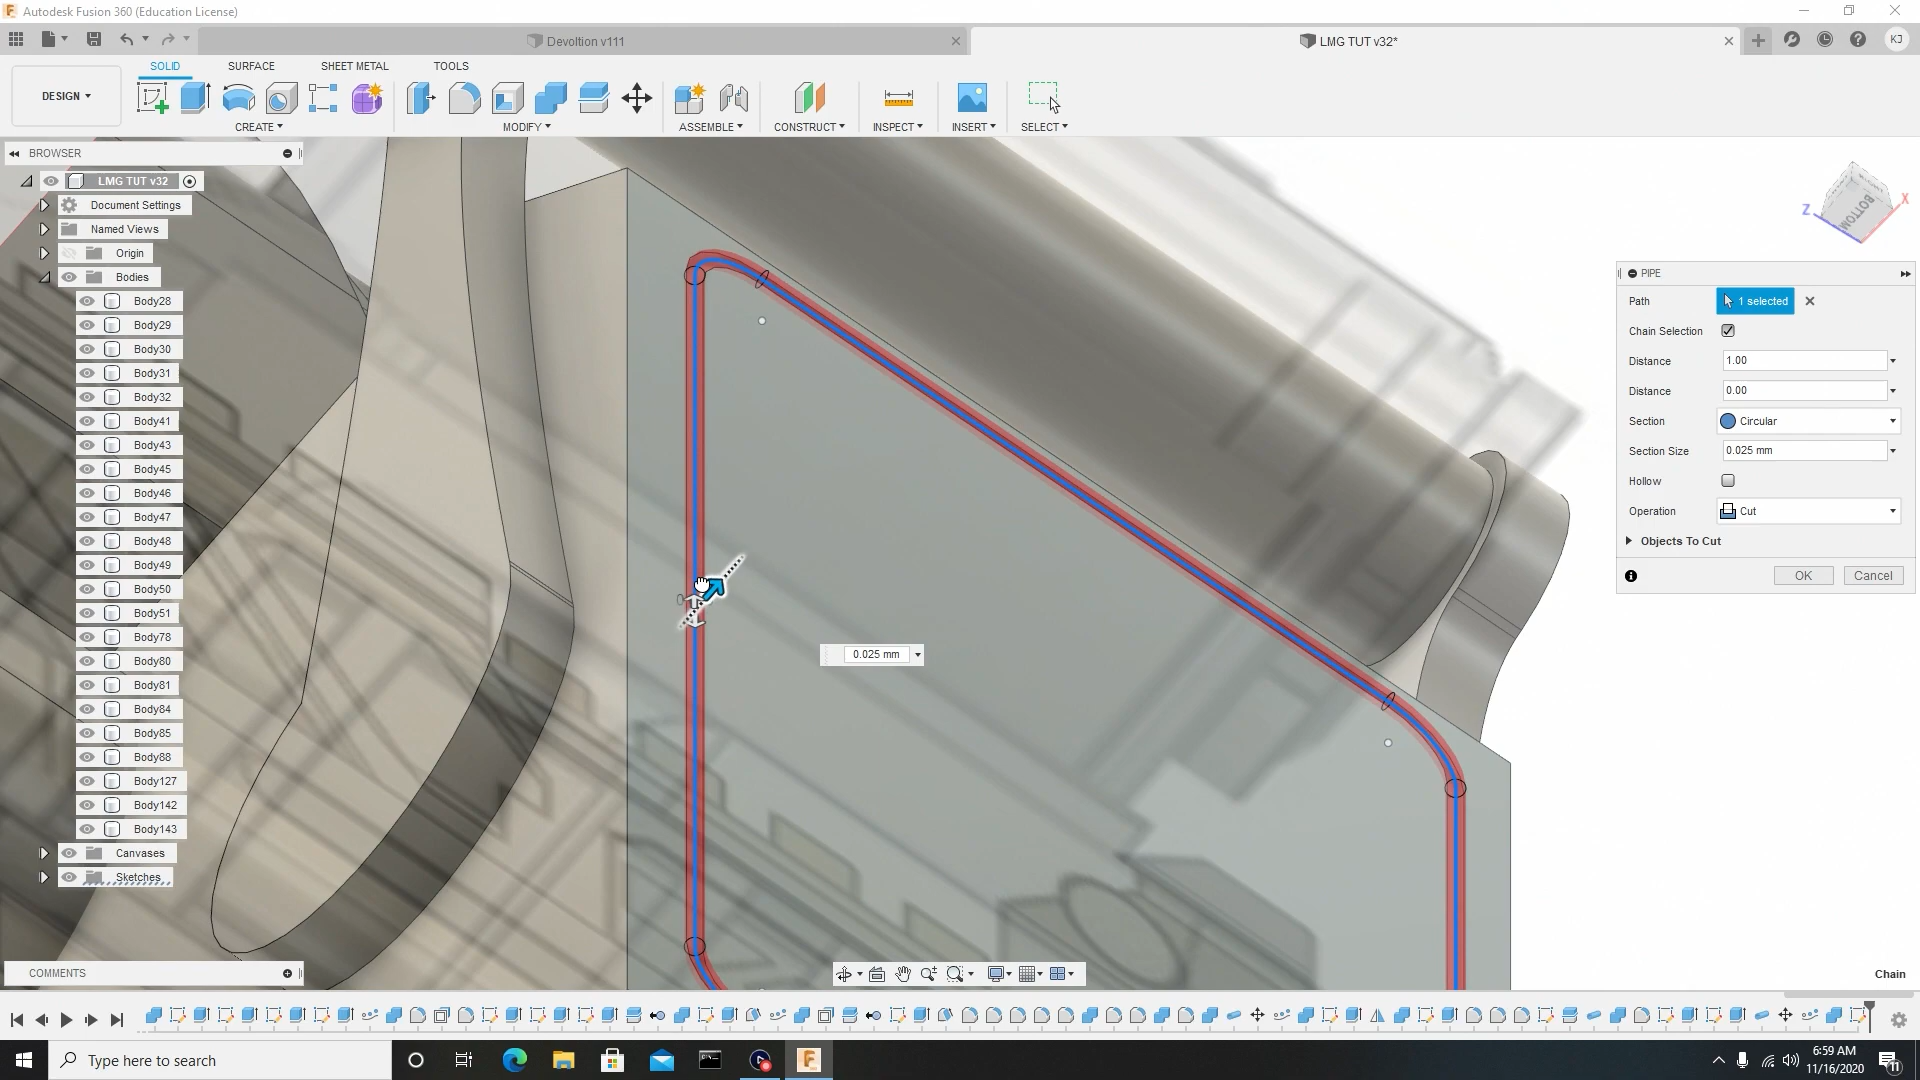 Autodesk Fusion 360 (Education License)
Devoltion v111
LMG TUT v32*
KJ
DESIGN
SOLID
SURFACE
SHEET METAL
TOOLS
CREATE
MODIFY
ASSEMBLE
CONSTRUCT
INSPECT
INSERT
SELECT
BROWSER
LMG TUT v32
Document Settings
Named Views
Origin
Bodies
Body28
Body29
Body30
Body31
Body32
Body41
Body43
Body45
Body46
Body47
Body48
Body49
Body50
Body51
Body78
Body80
Body81
Body84
Body85
Body88
Body127
Body142
Body143
Canvases
Sketches
COMMENTS
0.025 mm
Z
X
BOTTOM
PIPE
Path
1 selected
Chain Selection
Distance
1.00
Distance
0.00
Section
Circular
Section Size
0.025 mm
Hollow
Operation
Cut
Objects To Cut
OK
Cancel
Chain
Type here to search
6:59 AM
11/16/2020
11